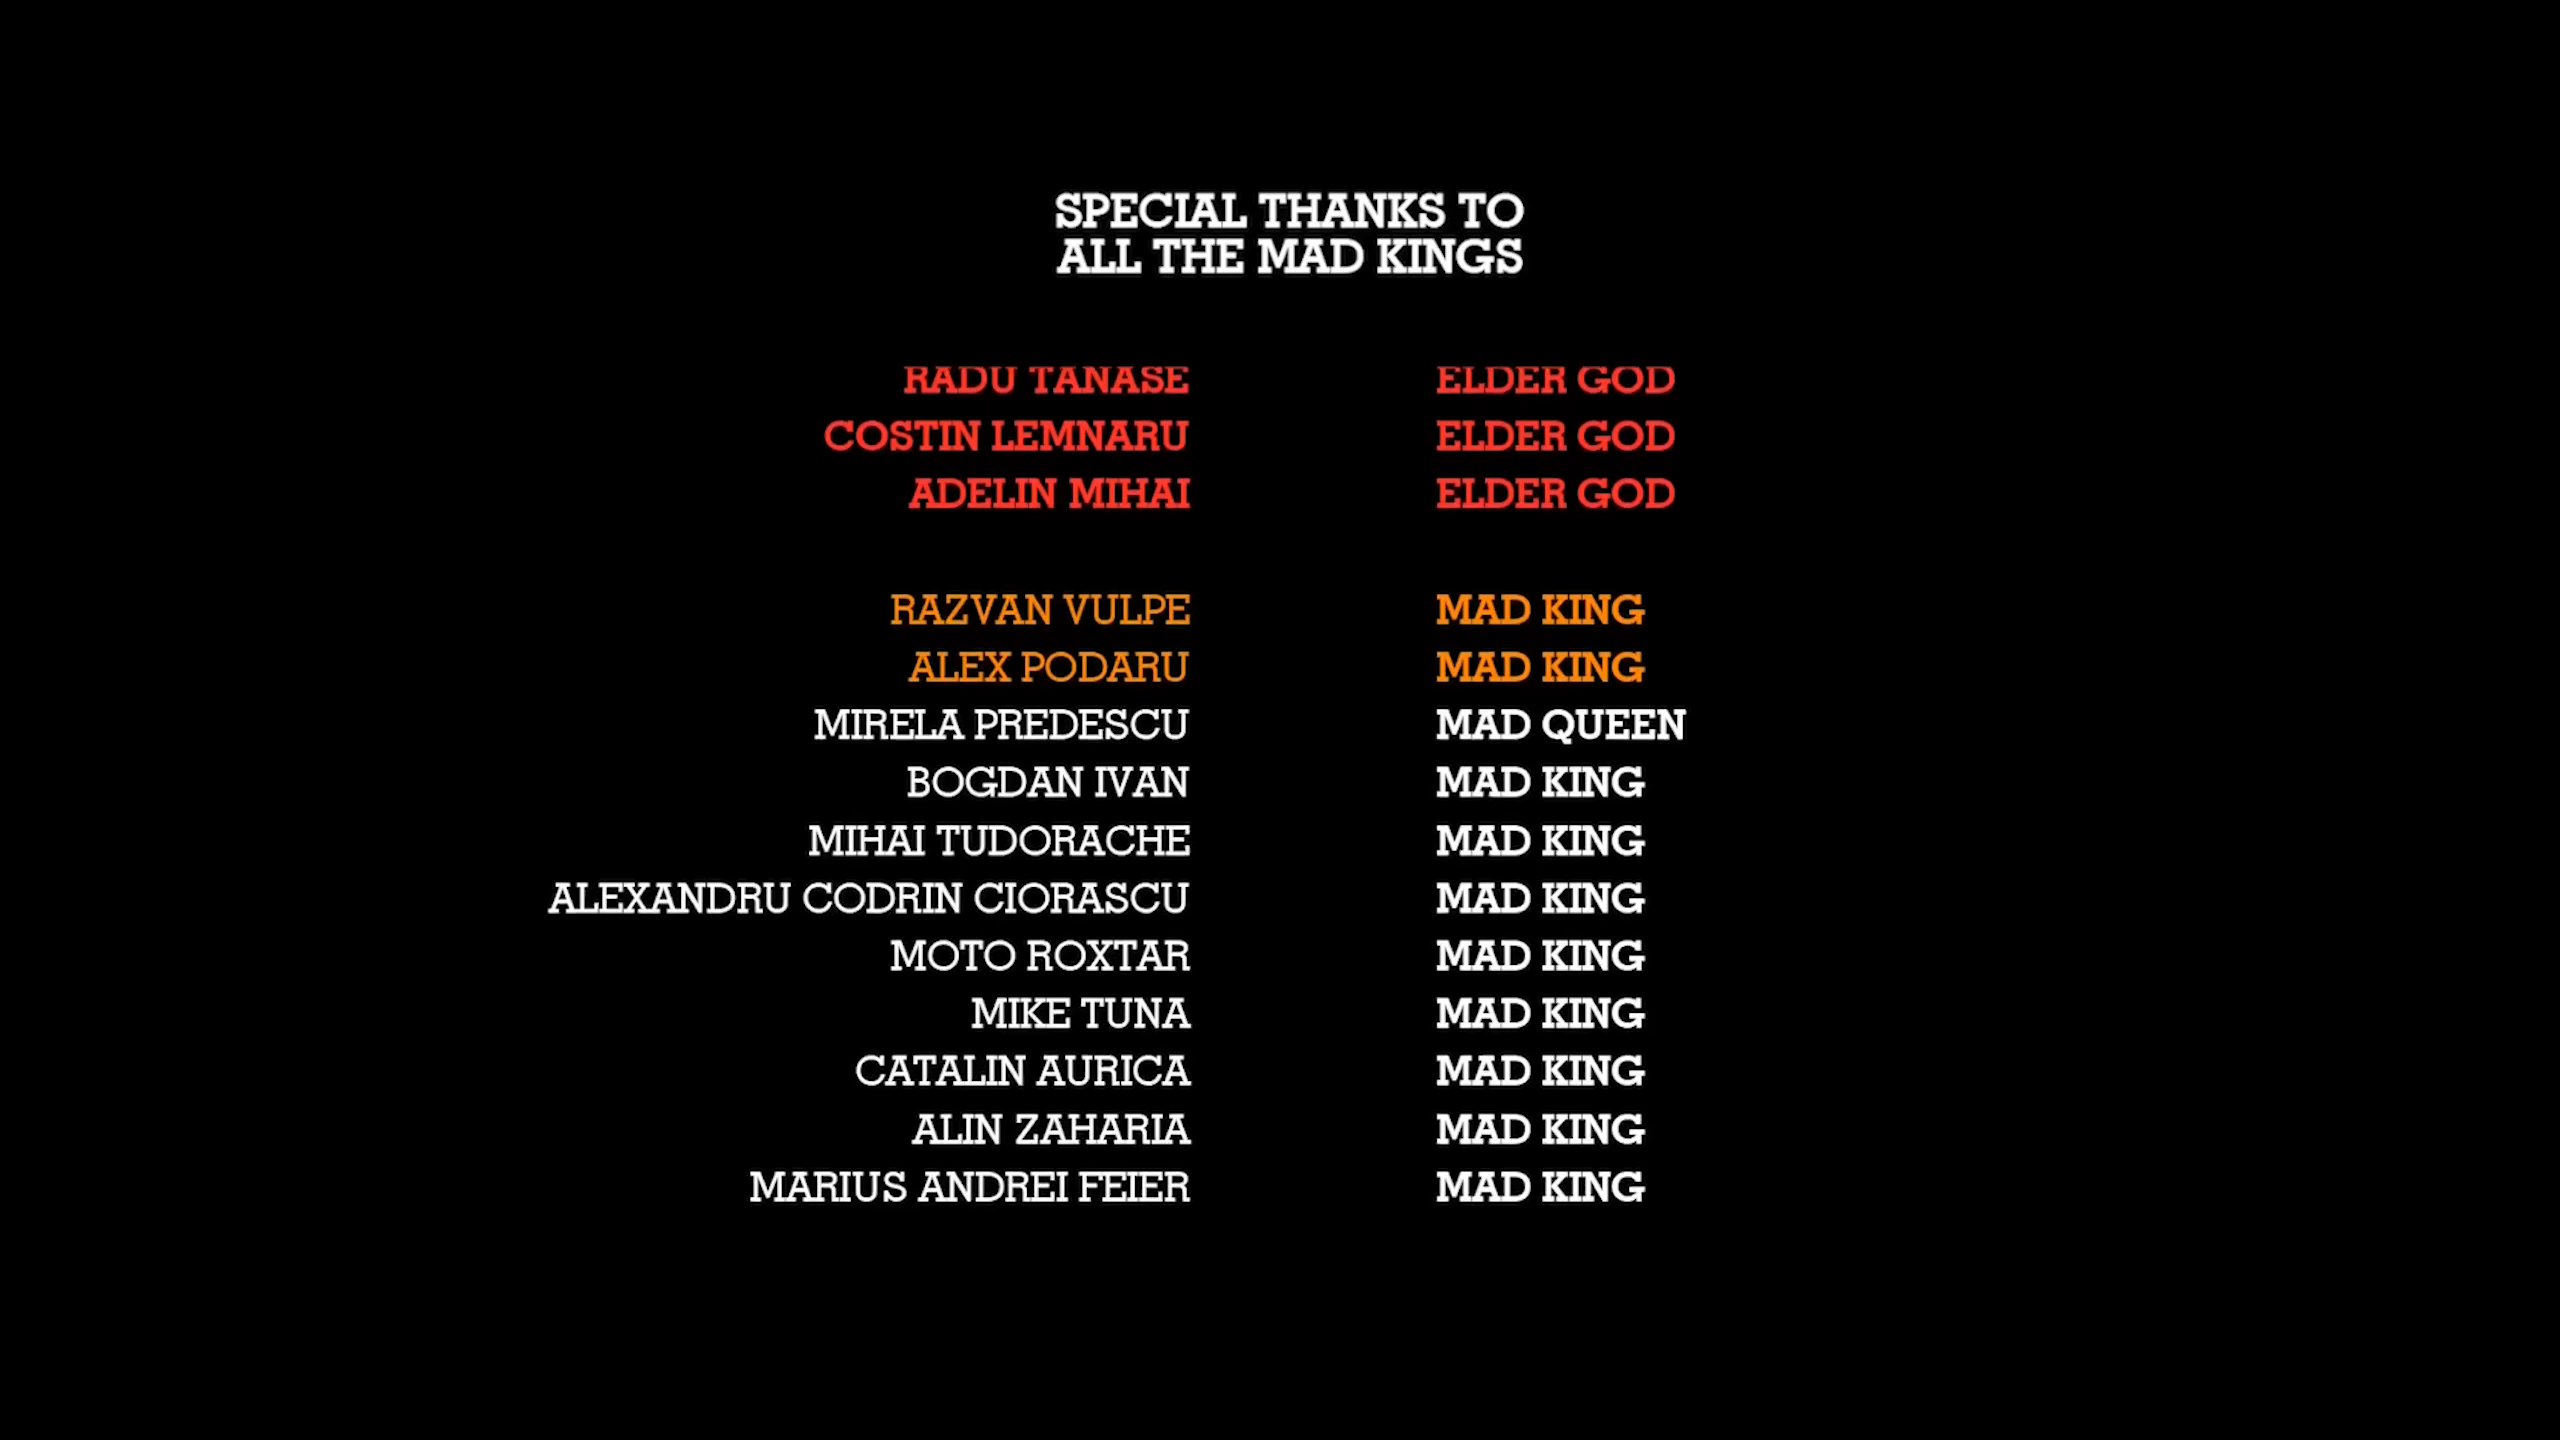 SPECIAL THANKS TO
ALL THE MAD KINGS
RADU TANASE ELDER GOD
COSTIN LEMNARU ELDER GOD
ADELIN MIHAI ELDER GOD
RAZVAN VULPE MAD KING
ALEX PODARU MAD KING
MIRELA PREDESCU MAD QUEEN
BOGDAN IVAN MAD KING
MIHAI TUDORACHE MAD KING
ALEXANDRU CODRIN CIORASCU MAD KING
MOTO ROXTAR MAD KING
MIKE TUNA MAD KING
CATALIN AURICA MAD KING
ALIN ZAHARIA MAD KING
MARIUS ANDREI FEIER MAD KING